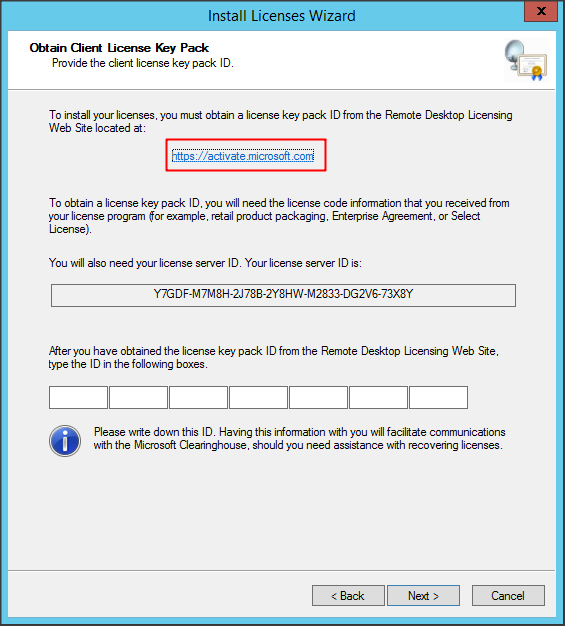 Install Licenses Wizard
x
Obtain Client License Key Pack
Provide the client license key pack ID.
To install your licenses, you must obtain a license key pack ID from the Remote Desktop Licensing
Web Site located at:
https://activate.microsoft.com
To obtain a license key pack ID, you will need the license code information that you received from
your license program (for example, retail product packaging, Enterprise Agreement, or Select
License).
You will also need your license server ID. Your license server ID is:
Y7GDF-M7M8H-2J78B-2Y8HW-M2833-DG2V6-73X8Y
After you have obtained the license key pack ID from the Remote Desktop Licensing Web Site,
type the ID in the following boxes.
Please write down this ID. Having this information with you will facilitate communications
with the Microsoft Clearinghouse, should you need assistance with recovering licenses.
< Back
Next >
Cancel